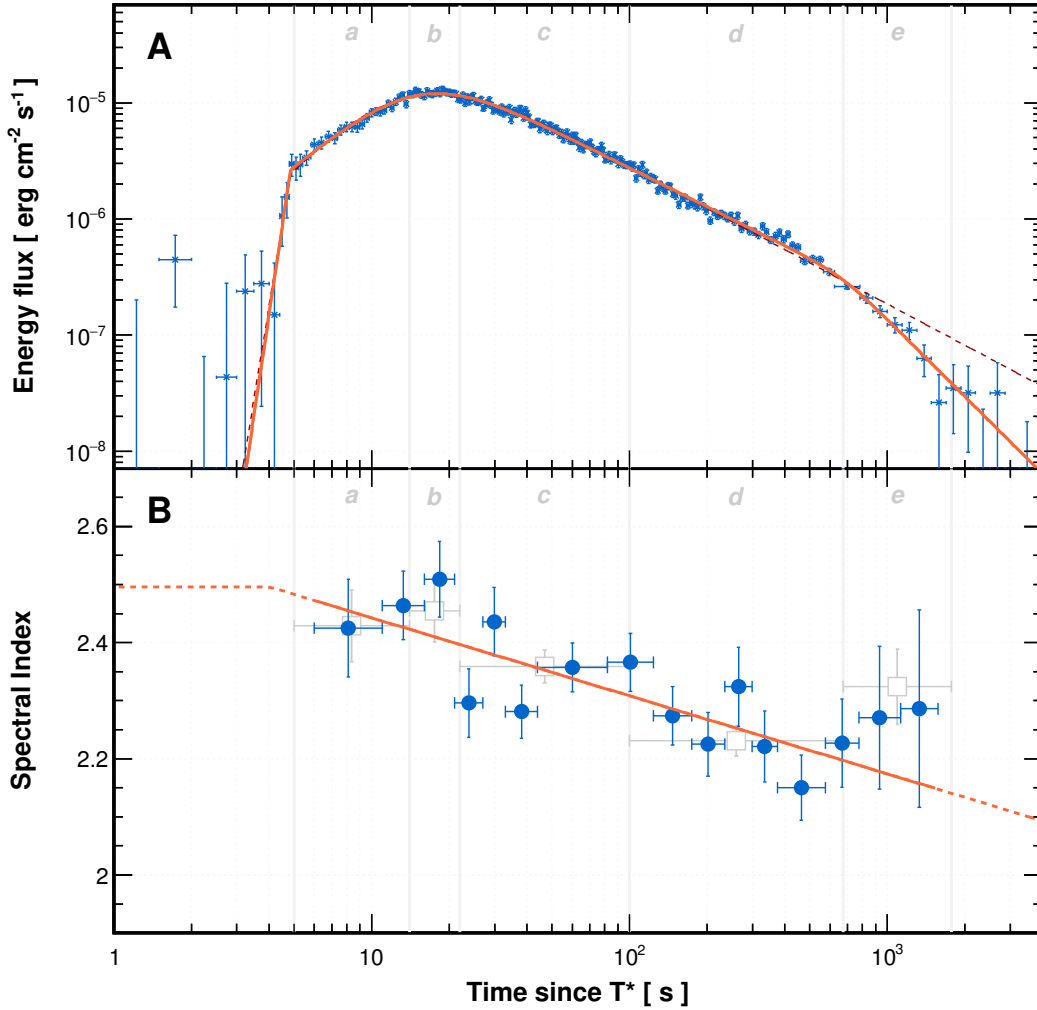 A
a b c d e
Energy flux [ erg cm⁻² s⁻¹ ]
10⁻⁵
10⁻⁶
10⁻⁷
10⁻⁸
B
a b c d e
Spectral Index
2.6
2.4
2.2
2
1 10 10² 10³
Time since T* [ s ]